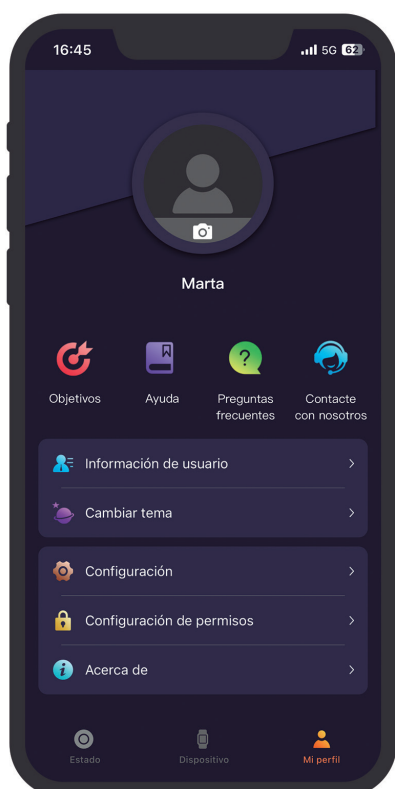 16:45
5G 62
Marta
Objetivos
Ayuda
Preguntas
frecuentes
Contacte
con nosotros
Información de usuario
Cambiar tema
Configuración
Configuración de permisos
Acerca de
Estado
Dispositivo
Mi perfil